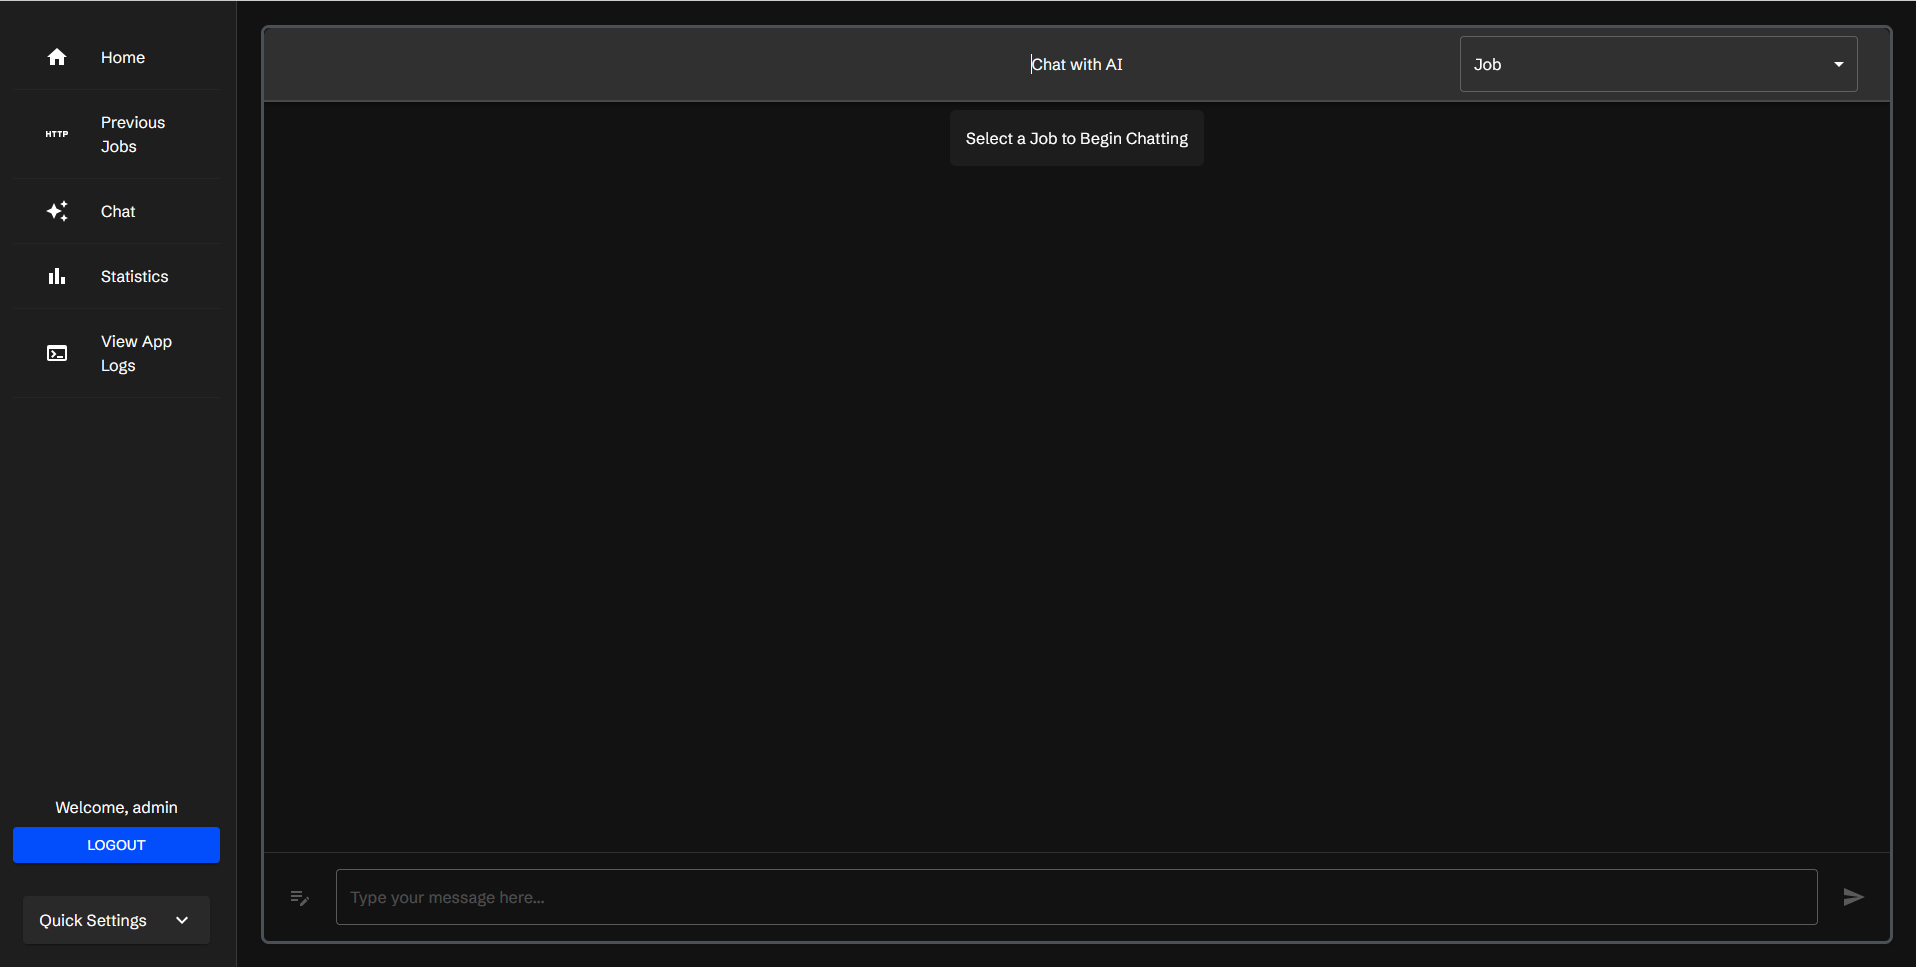 Home
HTTP
Previous
Jobs
Chat
Statistics
View App
Logs
Welcome, admin
LOGOUT
Quick Settings
Chat with AI
Job
Select a Job to Begin Chatting
Type your message here...